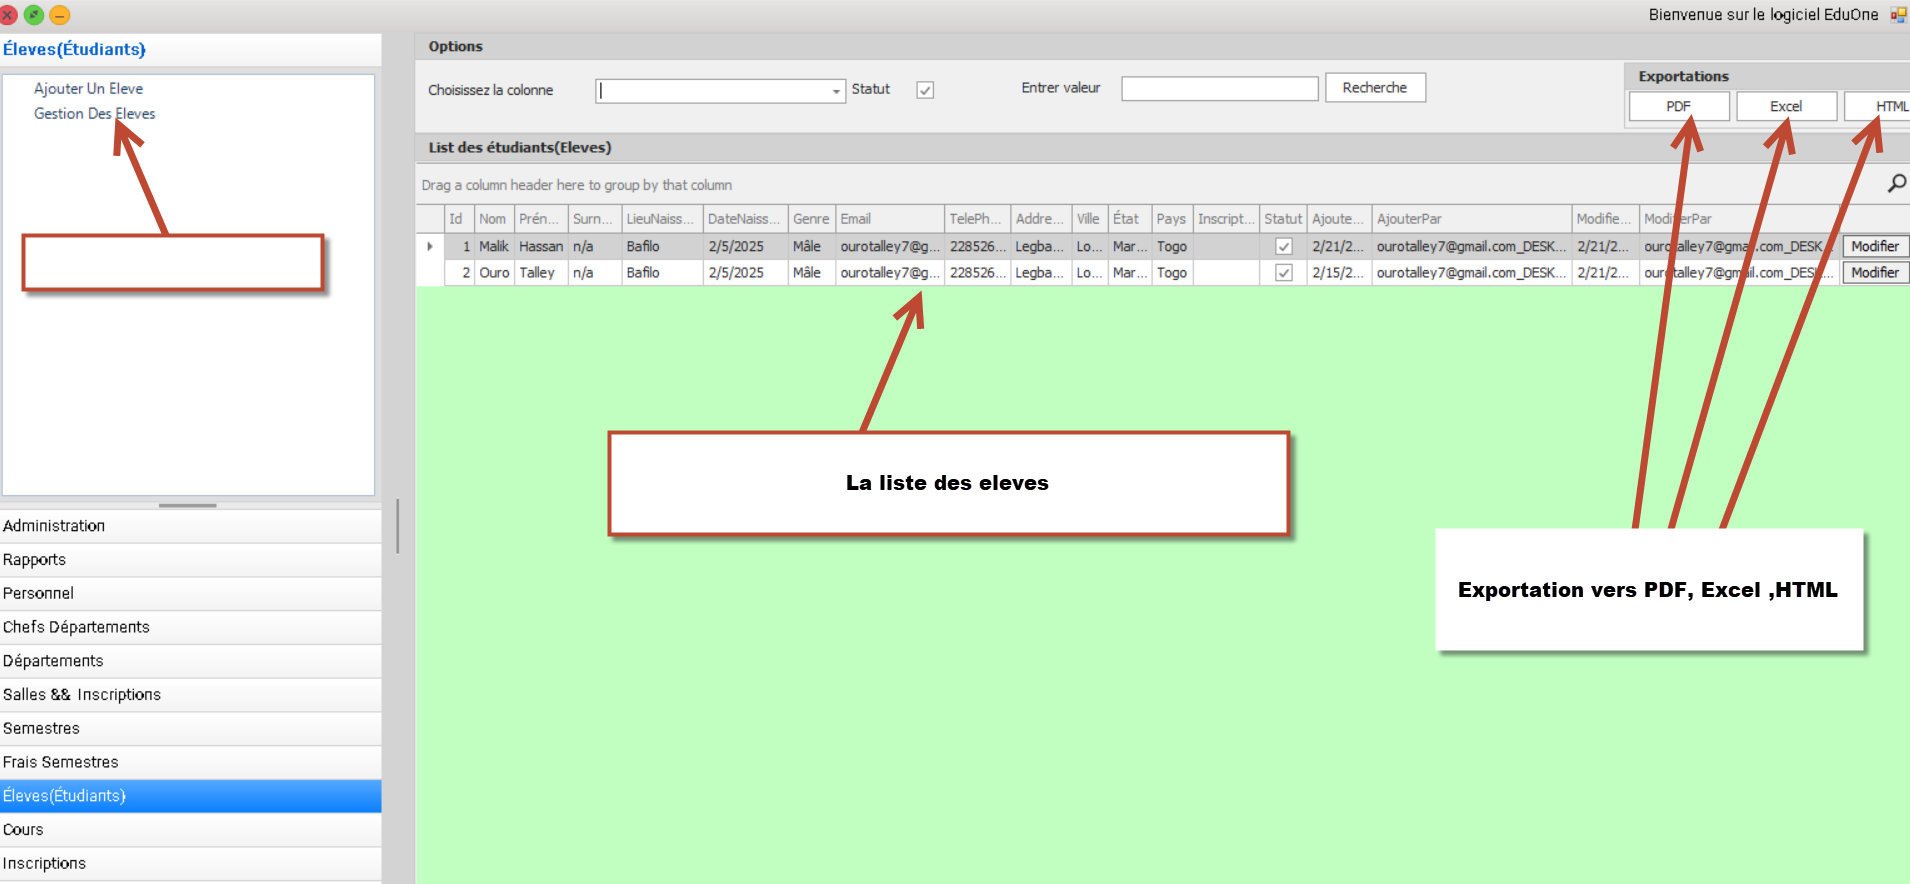 Bienvenue sur le logiciel EduOne
Éleves(Étudiants)
Ajouter Un Eleve
Gestion Des Eleves
Options
Choisissez la colonne
Statut
Entrer valeur
Recherche
Exportations
PDF
Excel
HTML
List des étudiants(Eleves)
Drag a column header here to group by that column
Id Nom Prén... Surn... LieuNaiss... DateNaiss... Genre Email TelePh... Addre... Ville État Pays Inscript... Statut Ajoute... AjouterPar Modifie... ModifierPar
1 Malik Hassan n/a Bafilo 2/5/2025 Mâle ourotalley7@g... 228526... Legba... Lo... Mar... Togo 2/21/2... ourotalley7@gmail.com_DESK... 2/21/2... ourotalley7@gmail.com_DESK... Modifier
2 Ouro Talley n/a Bafilo 2/5/2025 Mâle ourotalley7@g... 228526... Legba... Lo... Mar... Togo 2/15/2... ourotalley7@gmail.com_DESK... 2/21/2... ourotalley7@gmail.com_DESK... Modifier
La liste des eleves
Exportation vers PDF, Excel ,HTML
Administration
Rapports
Personnel
Chefs Départements
Départements
Salles && Inscriptions
Semestres
Frais Semestres
Éleves(Étudiants)
Cours
Inscriptions